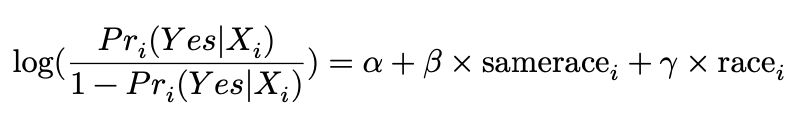 log(Pr_i(Yes|X_i) / 1 − Pr_i(Yes|X_i)) = α + β × samerace_i + γ × race_i